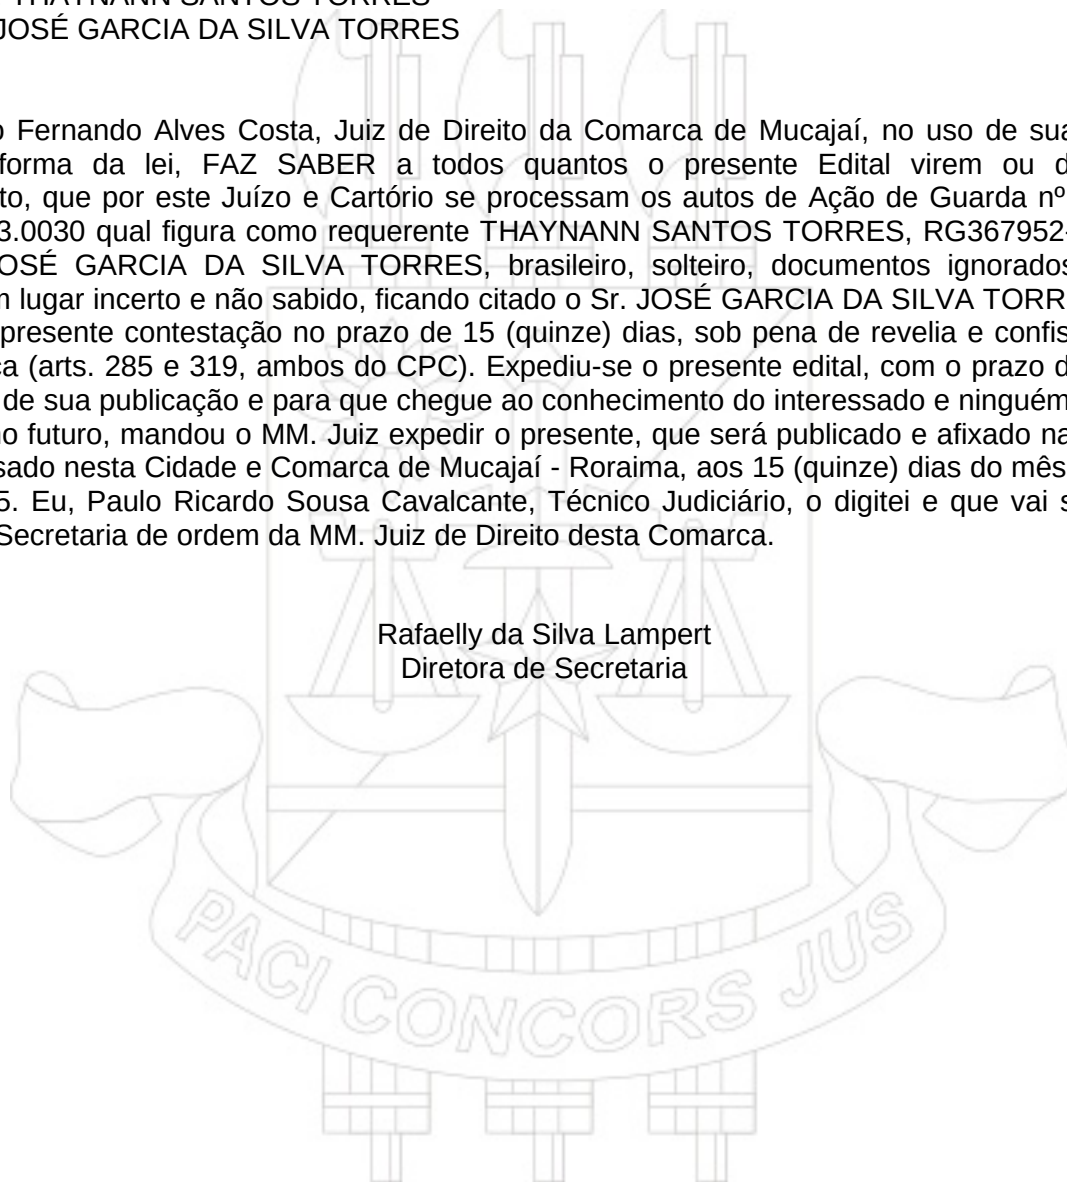 THAYNANN SANTOS TORRES
JOSÉ GARCIA DA SILVA TORRES
Fernando Alves Costa, Juiz de Direito da Comarca de Mucajaí, no uso de sua
forma da lei, FAZ SABER a todos quantos o presente Edital virem ou d
to, que por este Juízo e Cartório se processam os autos de Ação de Guarda nº
3.0030 qual figura como requerente THAYNANN SANTOS TORRES, RG367952-
OSÉ GARCIA DA SILVA TORRES, brasileiro, solteiro, documentos ignorados
m lugar incerto e não sabido, ficando citado o Sr. JOSÉ GARCIA DA SILVA TORR
presente contestação no prazo de 15 (quinze) dias, sob pena de revelia e confis
ca (arts. 285 e 319, ambos do CPC). Expediu-se o presente edital, com o prazo d
de sua publicação e para que chegue ao conhecimento do interessado e ninguém
no futuro, mandou o MM. Juiz expedir o presente, que será publicado e afixado na
sado nesta Cidade e Comarca de Mucajaí - Roraima, aos 15 (quinze) dias do mês
5. Eu, Paulo Ricardo Sousa Cavalcante, Técnico Judiciário, o digitei e que vai s
Secretaria de ordem da MM. Juiz de Direito desta Comarca.
Rafaelly da Silva Lampert
Diretora de Secretaria
PACI CONCORS JUS